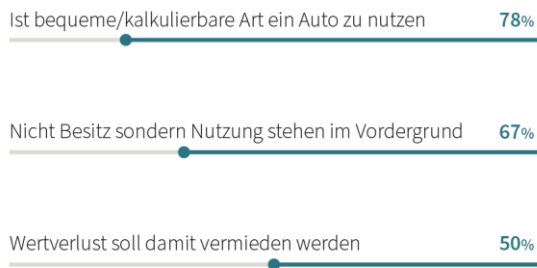 Ist bequeme/kalkulierbare Art ein Auto zu nutzen 78%
Nicht Besitz sondern Nutzung stehen im Vordergrund 67%
Wertverlust soll damit vermieden werden 50%